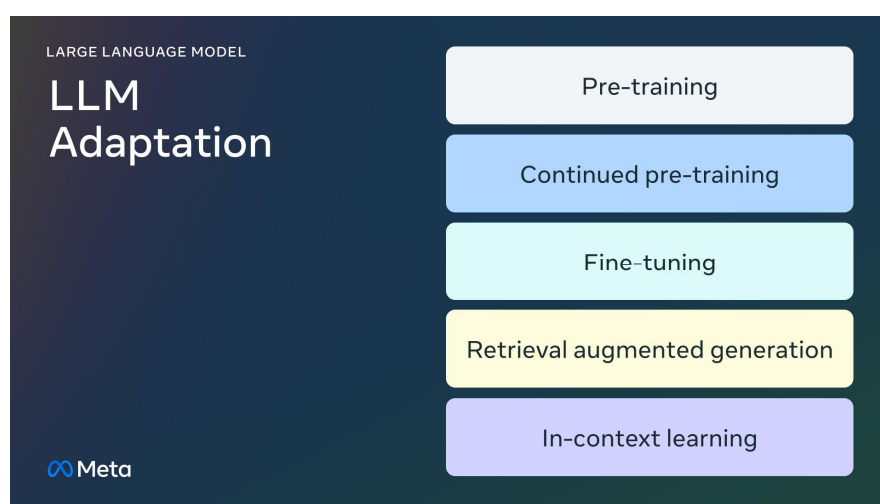 LARGE LANGUAGE MODEL
LLM
Adaptation
Pre-training
Continued pre-training
Fine-tuning
Retrieval augmented generation
In-context learning
Meta